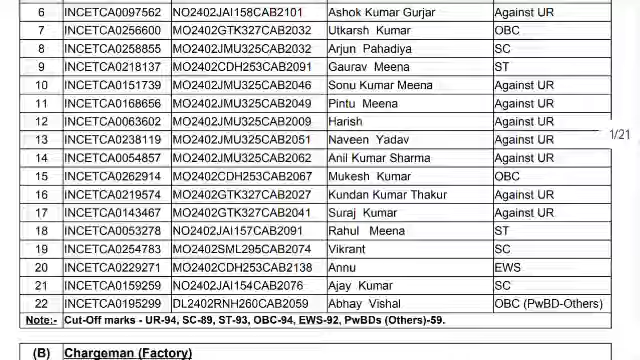 6 INCETCA0097562 NO2402JAI158CAB2101 Ashok Kumar Gurjar Against UR
7 INCETCA0256600 MO2402GTK327CAB2032 Utkarsh Kumar OBC
8 INCETCA0258855 MO2402JMU325CAB2032 Arjun Pahadiya SC
9 INCETCA0218137 MO2402CDH253CAB2091 Gaurav Meena ST
10 INCETCA0151739 MO2402JMU325CAB2046 Sonu Kumar Meena Against UR
11 INCETCA0168656 MO2402JMU325CAB2049 Pintu Meena Against UR
12 INCETCA0063602 MO2402JMU325CAB2009 Harish Against UR
1/21
13 INCETCA0238119 MO2402JMU325CAB2051 Naveen Yadav Against UR
14 INCETCA0054857 MO2402JMU325CAB2062 Anil Kumar Sharma Against UR
15 INCETCA0262914 MO2402CDH253CAB2067 Mukesh Kumar OBC
16 INCETCA0219574 MO2402GTK327CAB2027 Kundan Kumar Thakur Against UR
17 INCETCA0143467 MO2402GTK327CAB2041 Suraj Kumar Against UR
18 INCETCA0053278 NO2402JAI157CAB2091 Rahul Meena ST
19 INCETCA0254783 MO2402SML295CAB2074 Vikrant SC
20 INCETCA0229271 MO2402CDH253CAB2138 Annu EWS
21 INCETCA0159259 NO2402JAI154CAB2076 Ajay Kumar SC
22 INCETCA0195299 DL2402RNH260CAB2059 Abhay Vishal OBC (PwBD-Others)
Note:- Cut-Off marks - UR-94, SC-89, ST-93, OBC-94, EWS-92, PwBDs (Others)-59.
(B) Chargeman (Factory)